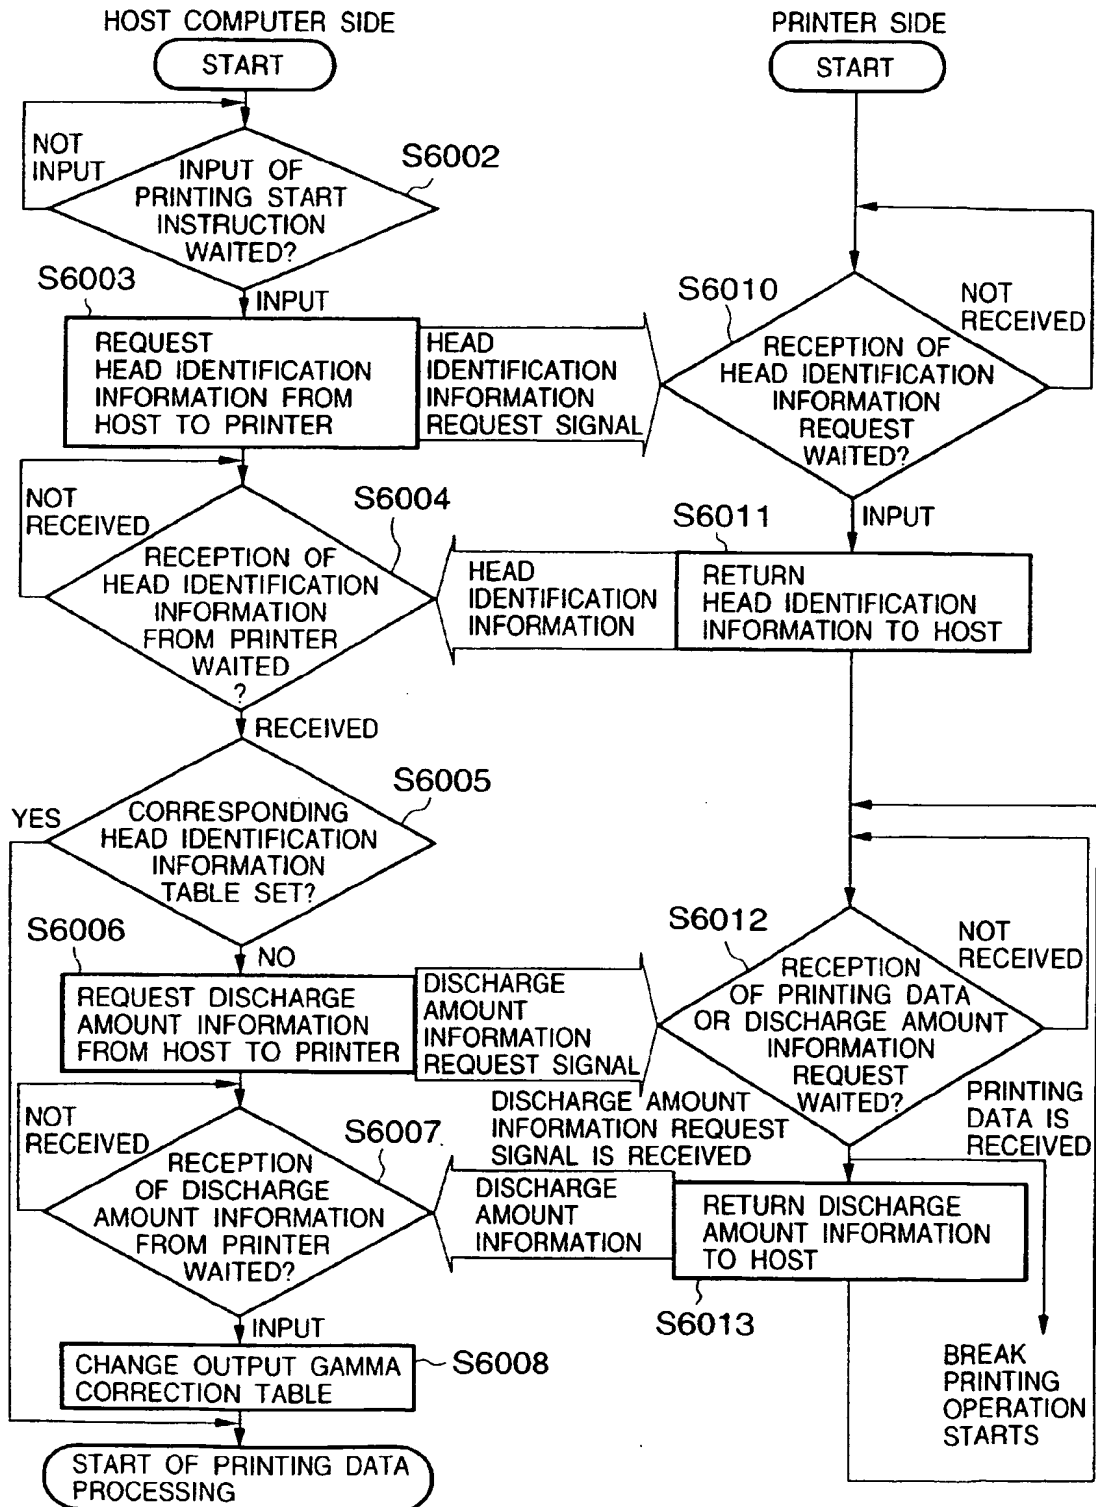 HOST COMPUTER SIDE
START
NOT
INPUT
INPUT OF
PRINTING START
INSTRUCTION
WAITED?
S6002
INPUT
S6003
REQUEST
HEAD IDENTIFICATION
INFORMATION FROM
HOST TO PRINTER
HEAD
IDENTIFICATION
INFORMATION
REQUEST SIGNAL
NOT
RECEIVED
S6004
RECEPTION OF
HEAD IDENTIFICATION
INFORMATION
FROM PRINTER
WAITED
?
HEAD
IDENTIFICATION
INFORMATION
RECEIVED
S6005
YES
CORRESPONDING
HEAD IDENTIFICATION
INFORMATION
TABLE SET?
NO
S6006
REQUEST DISCHARGE
AMOUNT INFORMATION
FROM HOST TO PRINTER
DISCHARGE
AMOUNT
INFORMATION
REQUEST SIGNAL
NOT
RECEIVED
S6007
RECEPTION
OF DISCHARGE
AMOUNT INFORMATION
FROM PRINTER
WAITED?
DISCHARGE
AMOUNT
INFORMATION
INPUT
CHANGE OUTPUT GAMMA
CORRECTION TABLE
S6008
START OF PRINTING DATA
PROCESSING
PRINTER SIDE
START
S6010
NOT
RECEIVED
RECEPTION OF
HEAD IDENTIFICATION
INFORMATION
REQUEST
WAITED?
INPUT
S6011
RETURN
HEAD IDENTIFICATION
INFORMATION TO HOST
S6012
NOT
RECEIVED
RECEPTION
OF PRINTING DATA
OR DISCHARGE AMOUNT
INFORMATION
REQUEST
WAITED?
DISCHARGE AMOUNT
INFORMATION REQUEST
SIGNAL IS RECEIVED
PRINTING
DATA IS
RECEIVED
RETURN DISCHARGE
AMOUNT INFORMATION
TO HOST
S6013
BREAK
PRINTING
OPERATION
STARTS